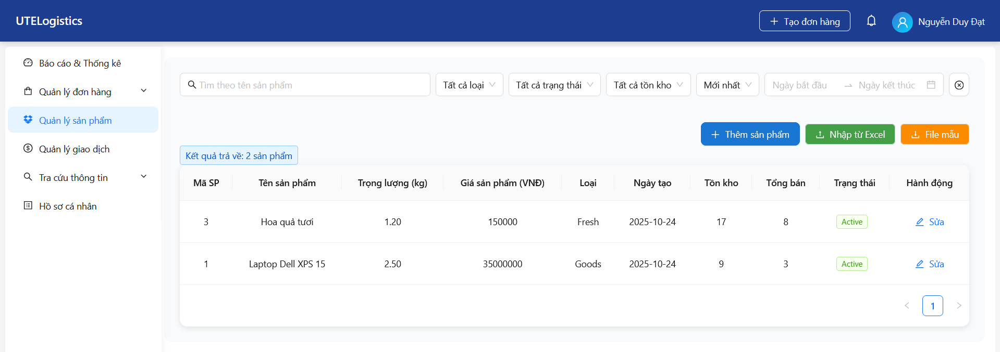 UTELogistics
Tạo đơn hàng
Nguyễn Duy Đạt
Báo cáo & Thống kê
Quản lý đơn hàng
Quản lý sản phẩm
Quản lý giao dịch
Tra cứu thông tin
Hồ sơ cá nhân
Tìm theo tên sản phẩm
Tất cả loại
Tất cả trạng thái
Tất cả tồn kho
Mới nhất
Ngày bắt đầu
Ngày kết thúc
Thêm sản phẩm
Nhập từ Excel
File mẫu
Kết quả trả về: 2 sản phẩm
Mã SP Tên sản phẩm Trọng lượng (kg) Giá sản phẩm (VNĐ) Loại Ngày tạo Tồn kho Tổng bán Trạng thái Hành động
3 Hoa quả tươi 1.20 150000 Fresh 2025-10-24 17 8 Active Sửa
1 Laptop Dell XPS 15 2.50 35000000 Goods 2025-10-24 9 3 Active Sửa
1